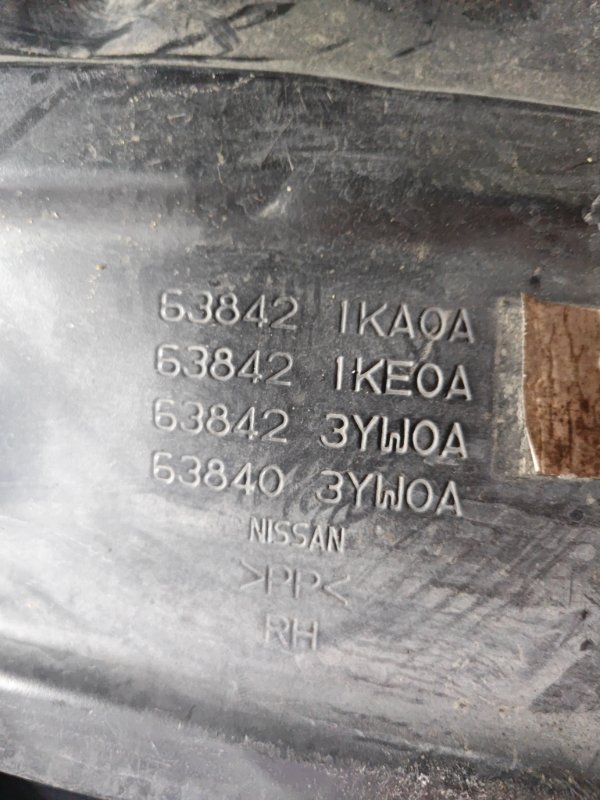 63842 1KA0A
63842 1KE0A
63842 3YW0A
63840 3YW0A
NISSAN
>PP<
RH